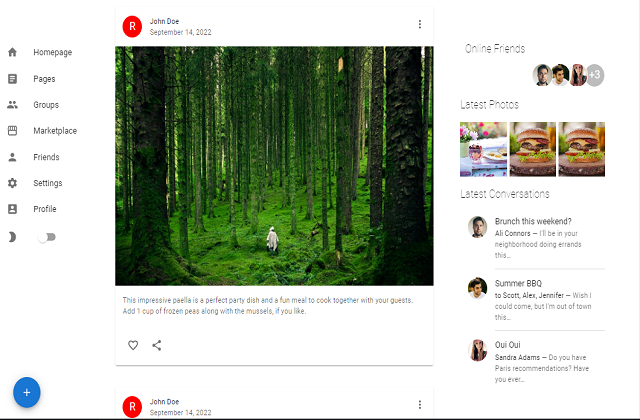 Homepage
Pages
Groups
Marketplace
Friends
Settings
Profile
+
R
John Doe
September 14, 2022
This impressive paella is a perfect party dish and a fun meal to cook together with your guests.
Add 1 cup of frozen peas along with the mussels, if you like.
R
John Doe
September 14, 2022
Online Friends
+3
Latest Photos
Latest Conversations
Brunch this weekend?
Ali Connors — I'll be in your
neighborhood doing errands
this…
Summer BBQ
to Scott, Alex, Jennifer — Wish I
could come, but I'm out of town
this…
Oui Oui
Sandra Adams — Do you have
Paris recommendations? Have
you ever…